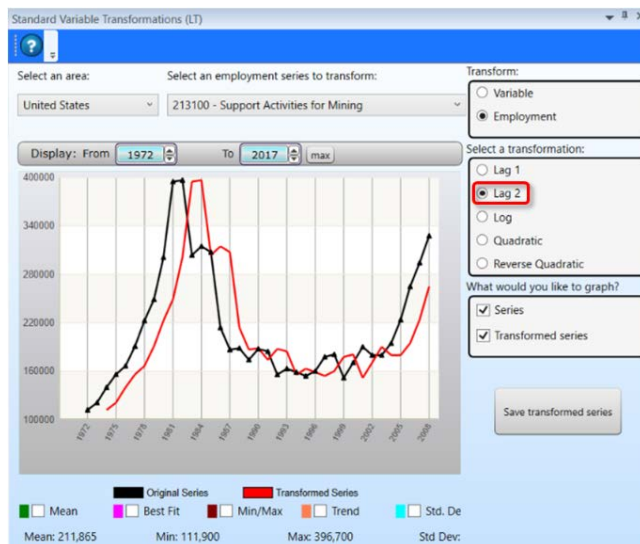 Standard Variable Transformations (LT)
Select an area:
Select an employment series to transform:
United States
213100 - Support Activities for Mining
Transform:
Variable
Employment
Display: From 1972 To 2017 max
Select a transformation:
Lag 1
Lag 2
Log
Quadratic
Reverse Quadratic
What would you like to graph?
Series
Transformed series
Save transformed series
400000
340000
280000
220000
160000
100000
1972 1975 1978 1981 1984 1987 1990 1993 1996 1999 2002 2005 2008
Original Series Transformed Series
Mean Best Fit Min/Max Trend Std. De
Mean: 211,865 Min: 111,900 Max: 396,700 Std Dev: